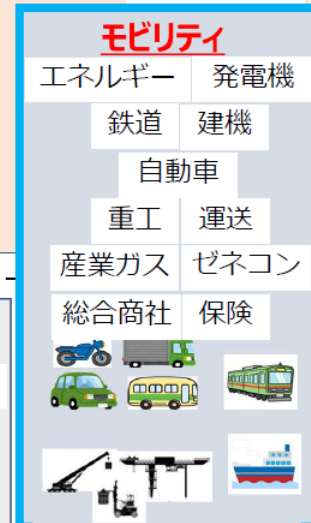 モビリティ
エネルギー 発電機
鉄道 建機
自動車
重工 運送
産業ガス ゼネコン
総合商社 保険